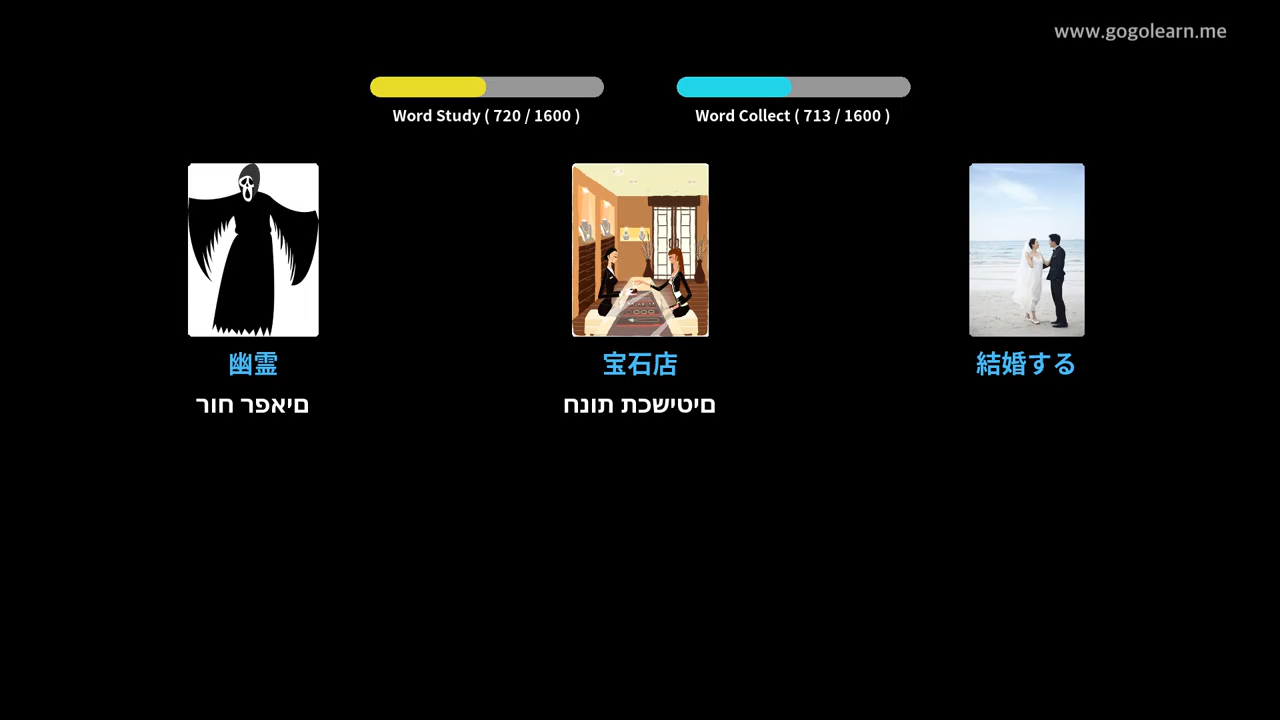 www.gogolearn.me
Word Study ( 720 / 1600 )
Word Collect ( 713 / 1600 )
幽霊
宝石店
結婚する
רוח רפאים
חנות תכשיטים